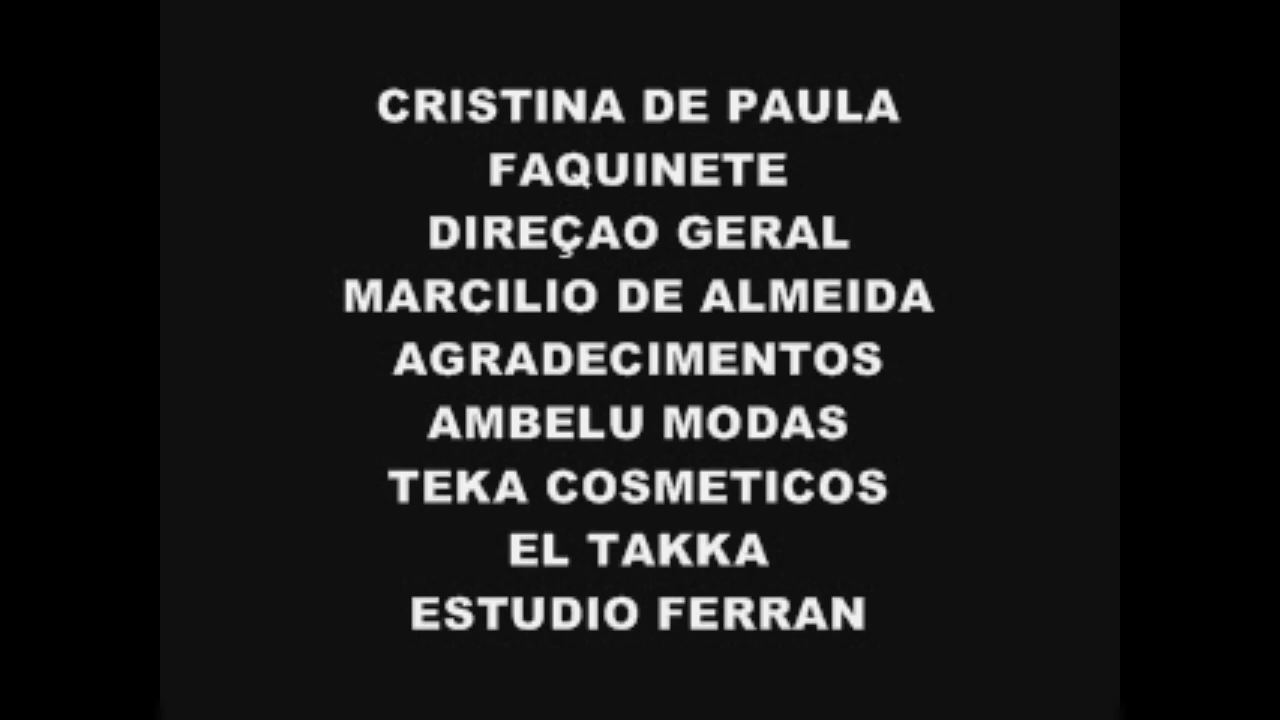 CRISTINA DE PAULA
FAQUINETE
DIREÇAO GERAL
MARCILIO DE ALMEIDA
AGRADECIMENTOS
AMBELU MODAS
TEKA COSMETICOS
EL TAKKA
ESTUDIO FERRAN